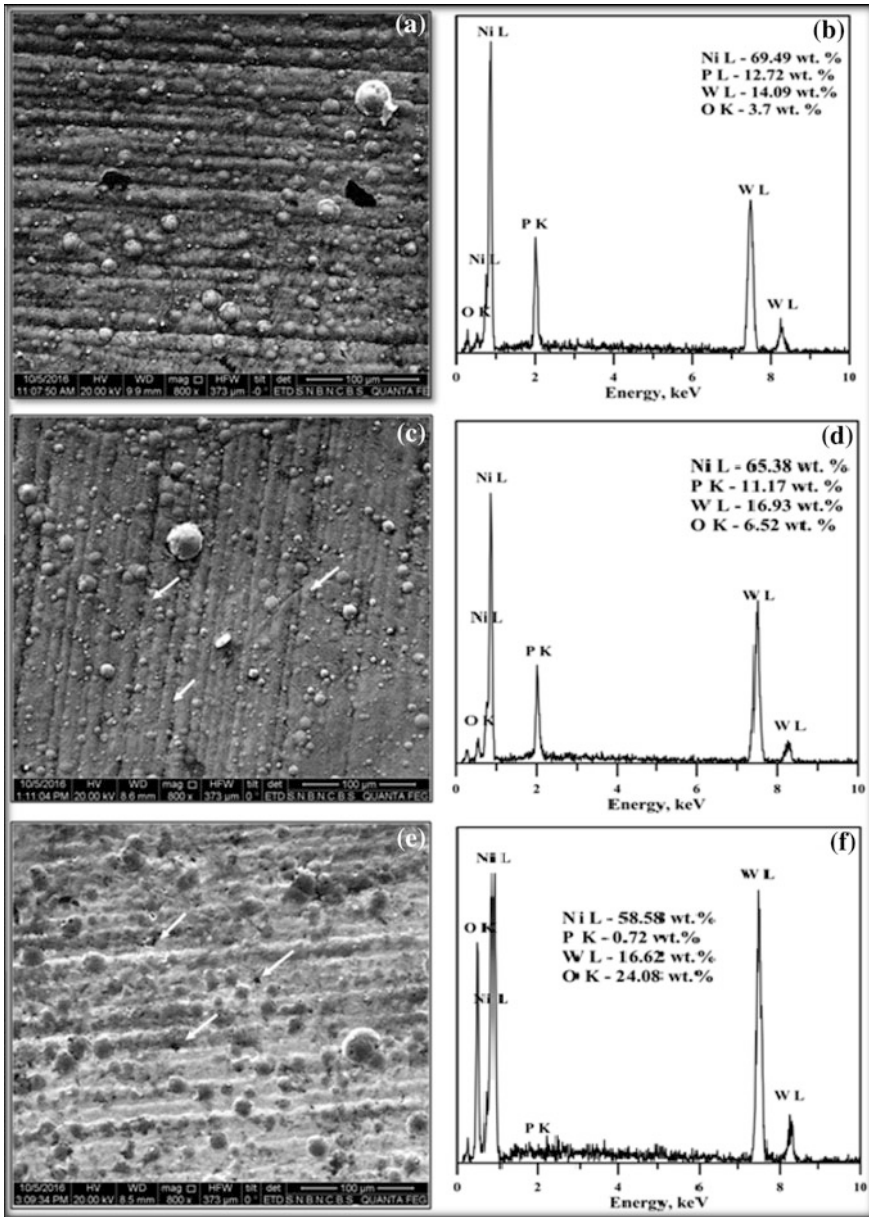 (a)
10/5/2016 HV WD mag HFW tilt det 100 µm
11:07:50 AM 20.00 kV 9.9 mm 800 x 373 µm -0 ° ETD S.N.B.N.C.B.S. QUANTA FEG
(b)
Ni L
Ni L - 69.49 wt. %
P L - 12.72 wt. %
W L - 14.09 wt.%
O K - 3.7 wt. %
W L
P K
Ni L
O K
W L
0 2 4 6 8 10
Energy, keV
(c)
10/5/2016 HV WD mag HFW tilt det 100 µm
1:11:04 PM 20.00 kV 8.6 mm 800 x 373 µm 0 ° ETD S.N.B.N.C.B.S. QUANTA FEG
(d)
Ni L
Ni L - 65.38 wt. %
P K - 11.17 wt. %
W L - 16.93 wt.%
O K - 6.52 wt. %
W L
Ni L
P K
O K
W L
0 2 4 6 8 10
Energy, keV
(e)
10/5/2016 HV WD mag HFW tilt det 100 µm
3:09:34 PM 20.00 kV 8.5 mm 800 x 373 µm 0 ° ETD S.N.B.N.C.B.S. QUANTA FEG
(f)
Ni L
W L
Ni L - 58.58 wt.%
P K - 0.72 wt.%
W L - 16.62 wt.%
O K - 24.08 wt.%
O K
Ni L
W L
P K
0 2 4 6 8 10
Energy, keV